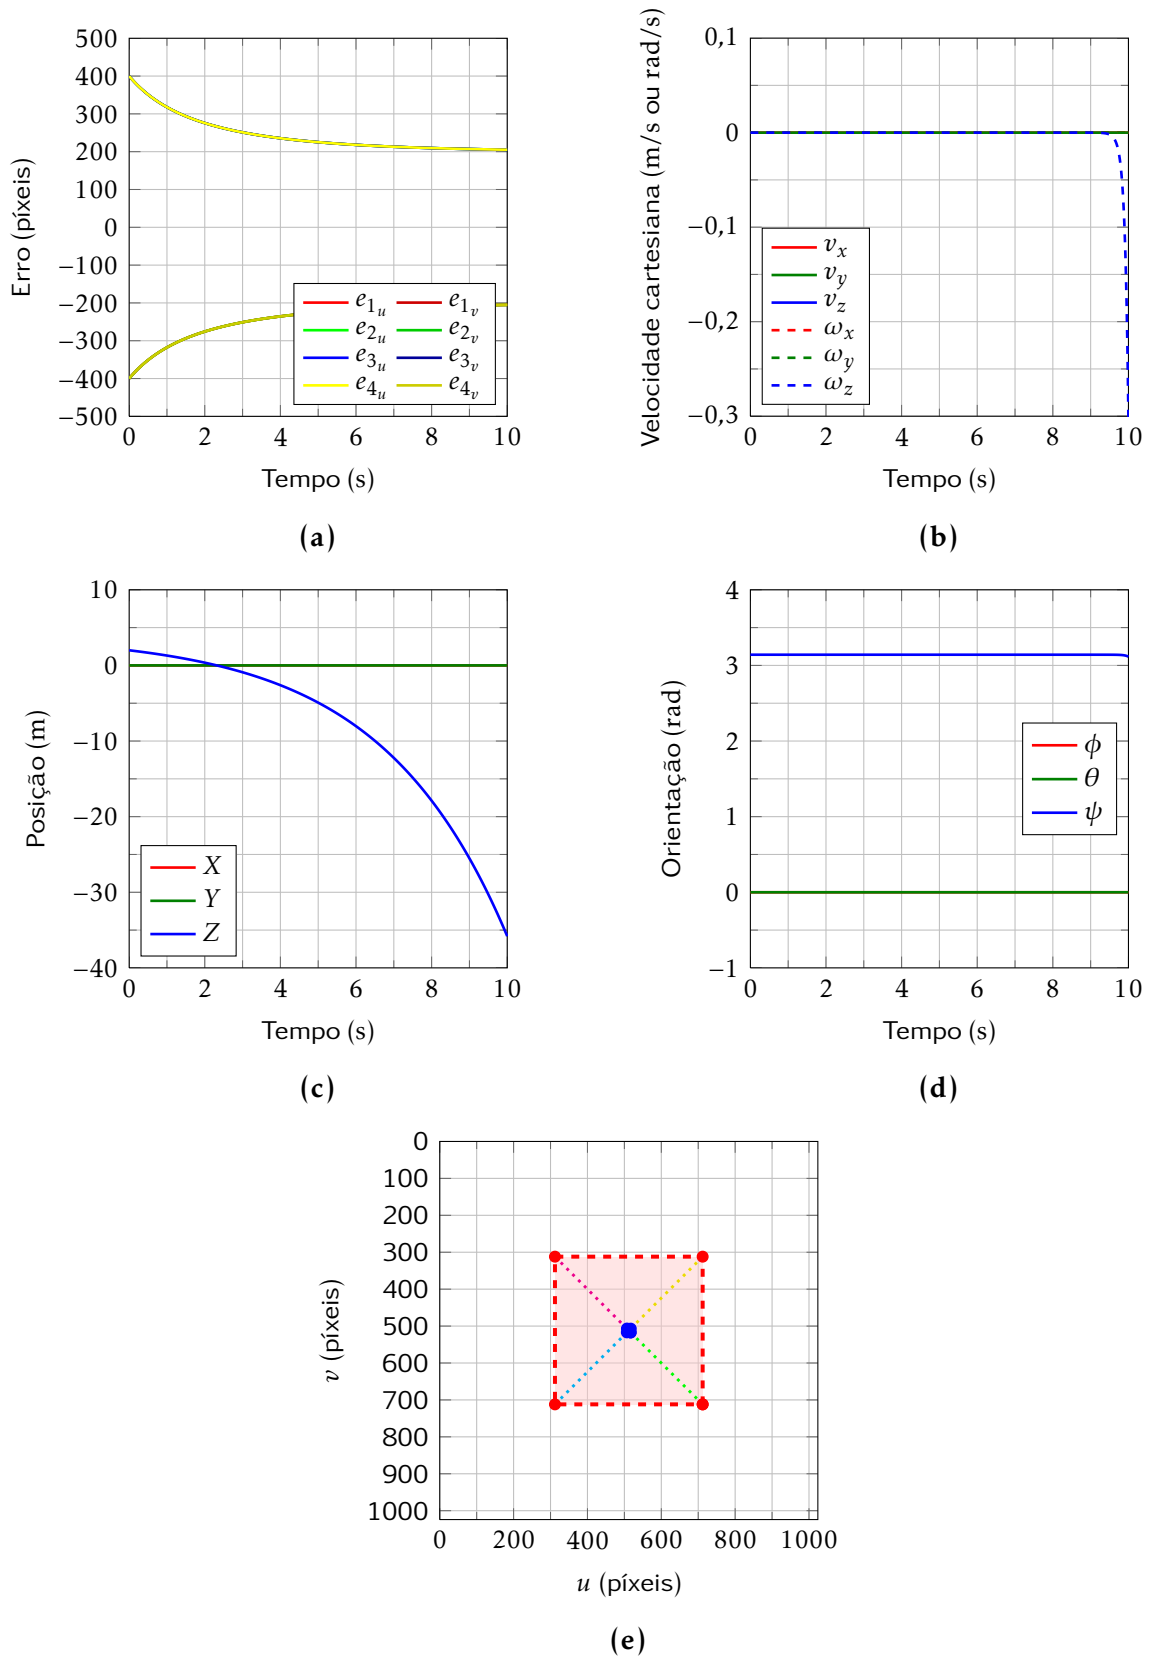 500
400
300
200
100
0
−100
−200
−300
−400
−500
0 2 4 6 8 10
Erro (píxeis)
Tempo (s)
e1u e1v
e2u e2v
e3u e3v
e4u e4v
(a)
0,1
0
−0,1
−0,2
−0,3
0 2 4 6 8 10
Velocidade cartesiana (m/s ou rad/s)
Tempo (s)
vx
vy
vz
ωx
ωy
ωz
(b)
10
0
−10
−20
−30
−40
0 2 4 6 8 10
Posição (m)
Tempo (s)
X
Y
Z
(c)
4
3
2
1
0
−1
0 2 4 6 8 10
Orientação (rad)
Tempo (s)
ϕ
θ
ψ
(d)
0
100
200
300
400
500
600
700
800
900
1000
0 200 400 600 800 1000
v (píxeis)
u (píxeis)
(e)